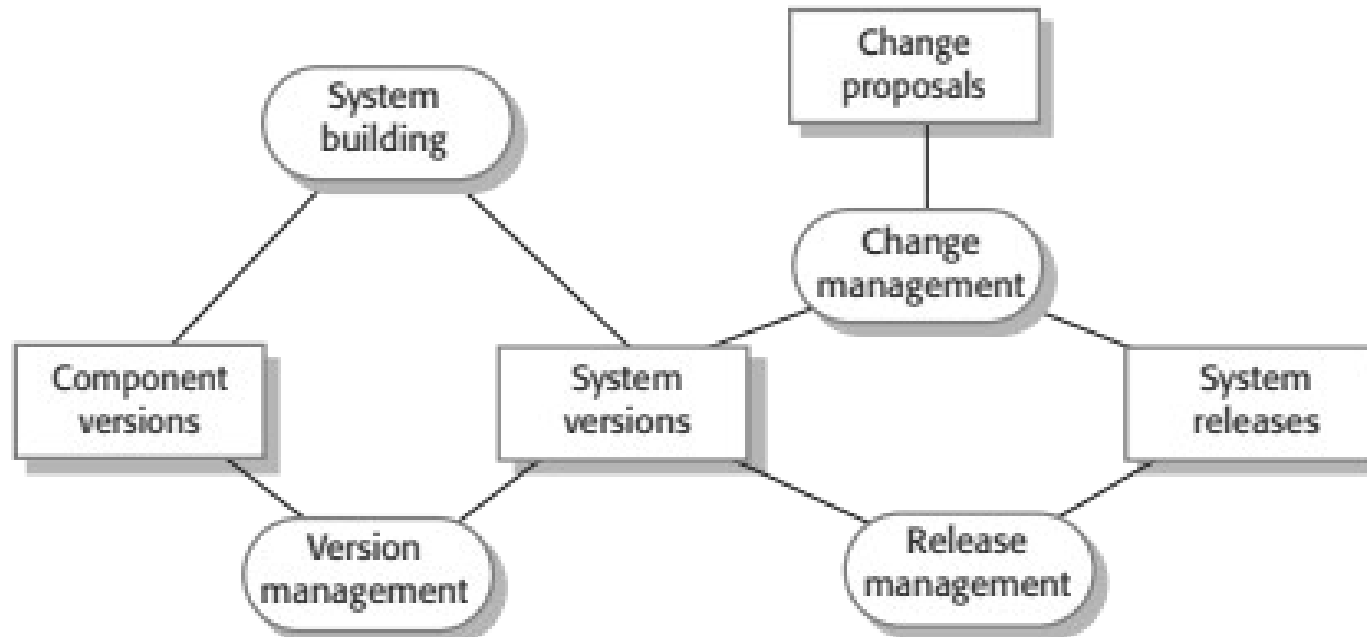 Change
proposals
System
building
Change
management
Component
versions
System
versions
System
releases
Version
management
Release
management